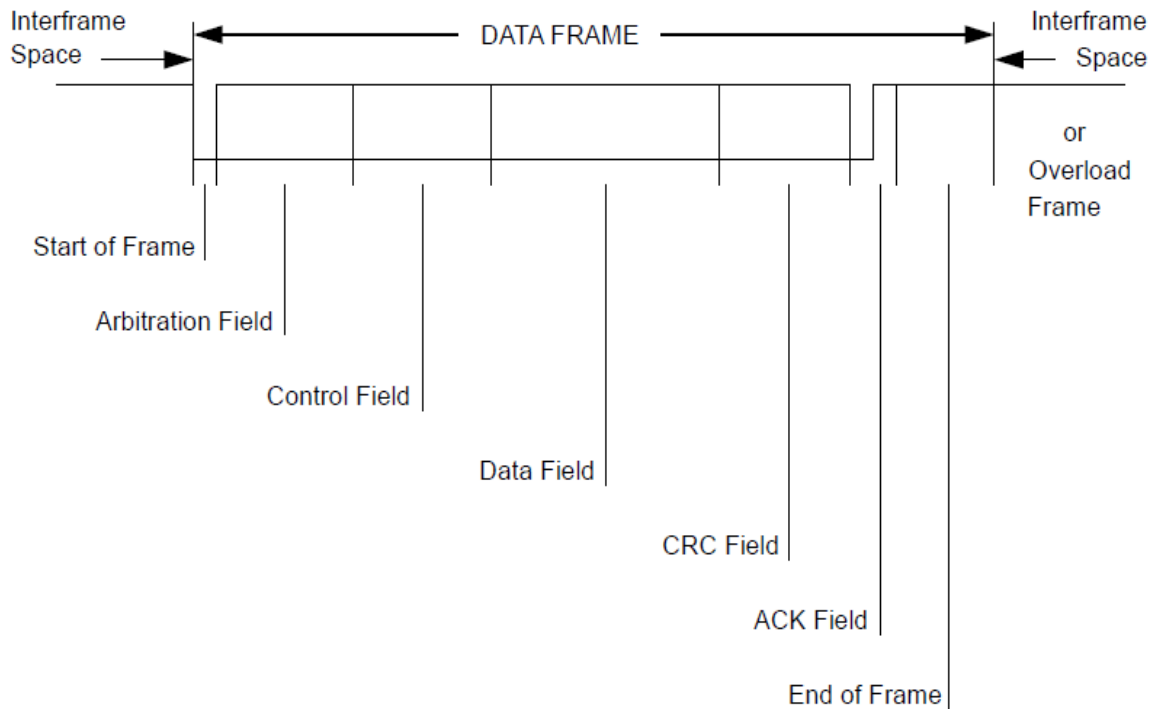 Interframe
Space
DATA FRAME
Interframe
Space
or
Overload
Frame
Start of Frame
Arbitration Field
Control Field
Data Field
CRC Field
ACK Field
End of Frame